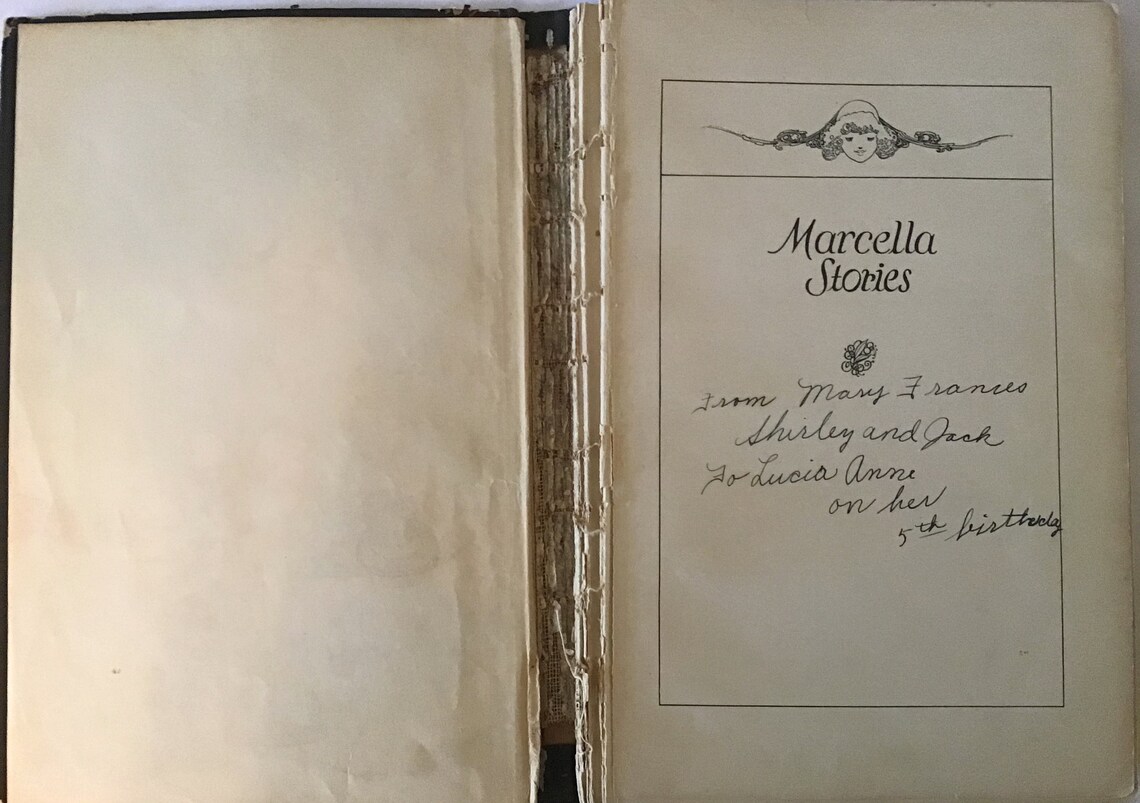 Marcella
Stories
From Mary Frances
Shirley and Jack
To Lucia Anne
on her
5th birthday